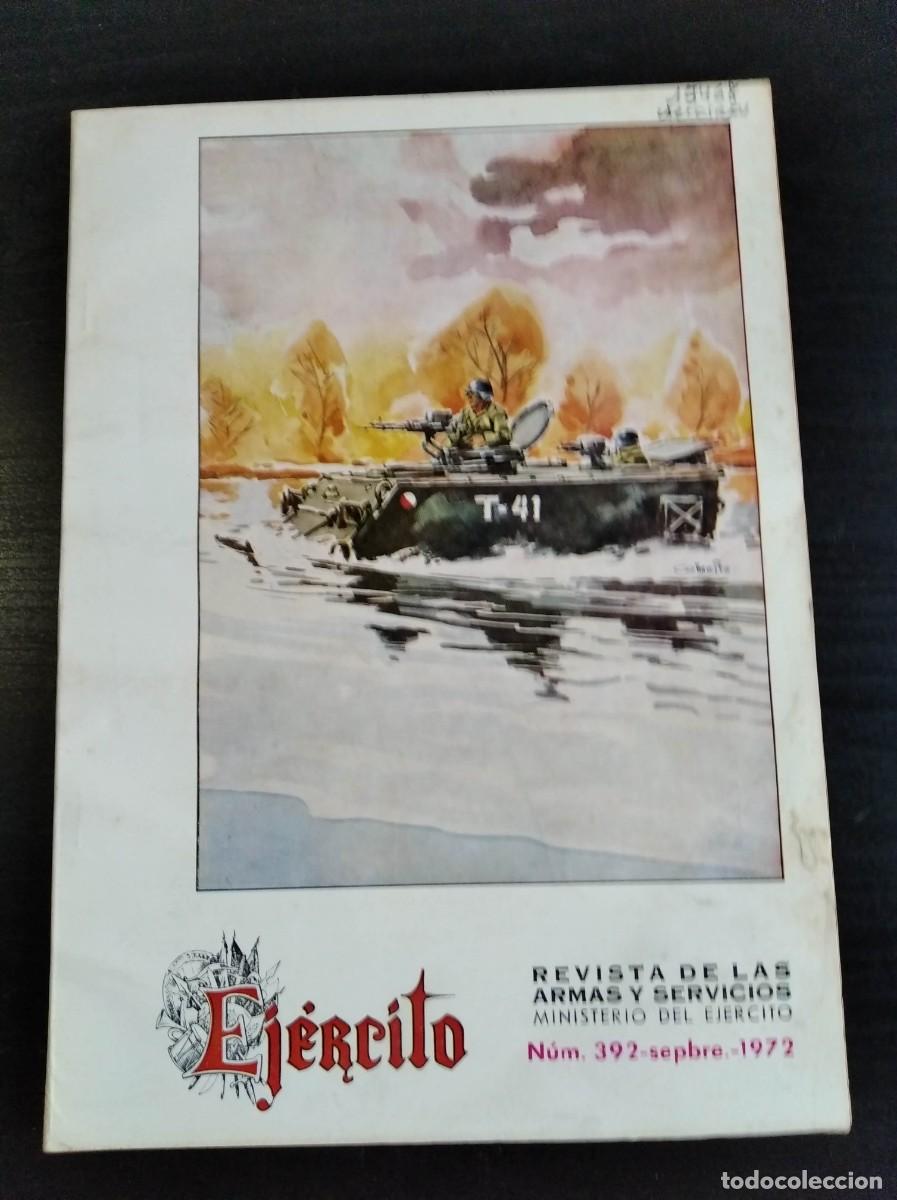 T-41
Ejército
REVISTA DE LAS
ARMAS Y SERVICIOS
MINISTERIO DEL EJERCITO
Núm. 392-sepbre.-1972
todocoleccion